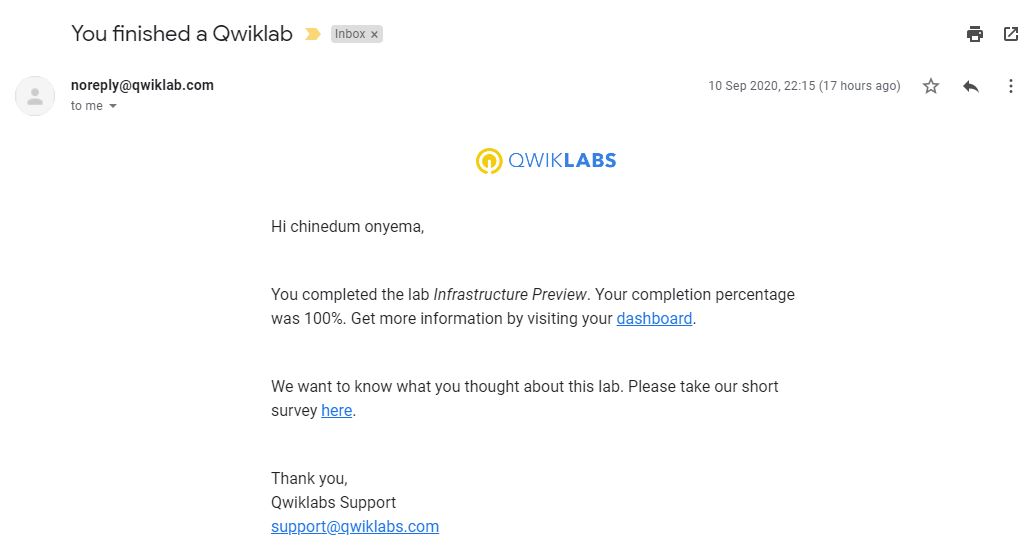 You finished a Qwiklab Inbox ×
noreply@qwiklab.com 10 Sep 2020, 22:15 (17 hours ago)
to me
QWIKLABS
Hi chinedum onyema,
You completed the lab Infrastructure Preview. Your completion percentage
was 100%. Get more information by visiting your dashboard.
We want to know what you thought about this lab. Please take our short
survey here.
Thank you,
Qwiklabs Support
support@qwiklabs.com